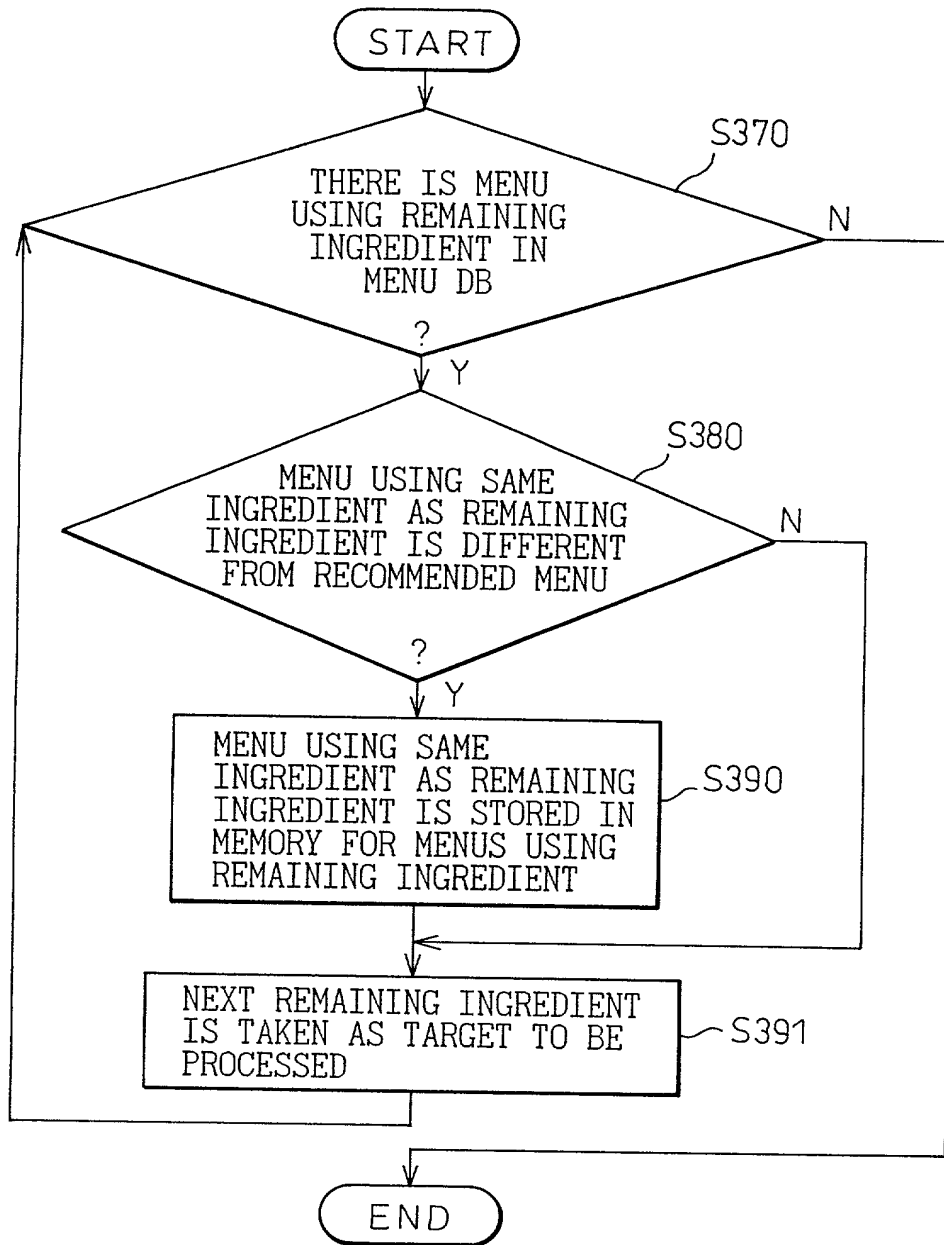 START
S370
THERE IS MENU
USING REMAINING
INGREDIENT IN
MENU DB
N
?
Y
S380
MENU USING SAME
INGREDIENT AS REMAINING
INGREDIENT IS DIFFERENT
FROM RECOMMENDED MENU
N
?
Y
MENU USING SAME
INGREDIENT AS REMAINING
INGREDIENT IS STORED IN
MEMORY FOR MENUS USING
REMAINING INGREDIENT
S390
NEXT REMAINING INGREDIENT
IS TAKEN AS TARGET TO BE
PROCESSED
S391
END